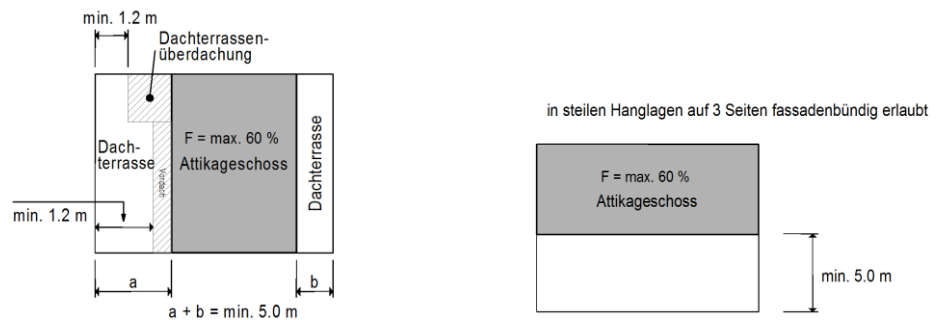 min. 1.2 m
Dachterrassen-
überdachung
F = max. 60 %
Attikageschoss
Dach-
terrasse
Vordach
Dachterrasse
min. 1.2 m
a
b
a + b = min. 5.0 m
in steilen Hanglagen auf 3 Seiten fassadenbündig erlaubt
F = max. 60 %
Attikageschoss
min. 5.0 m